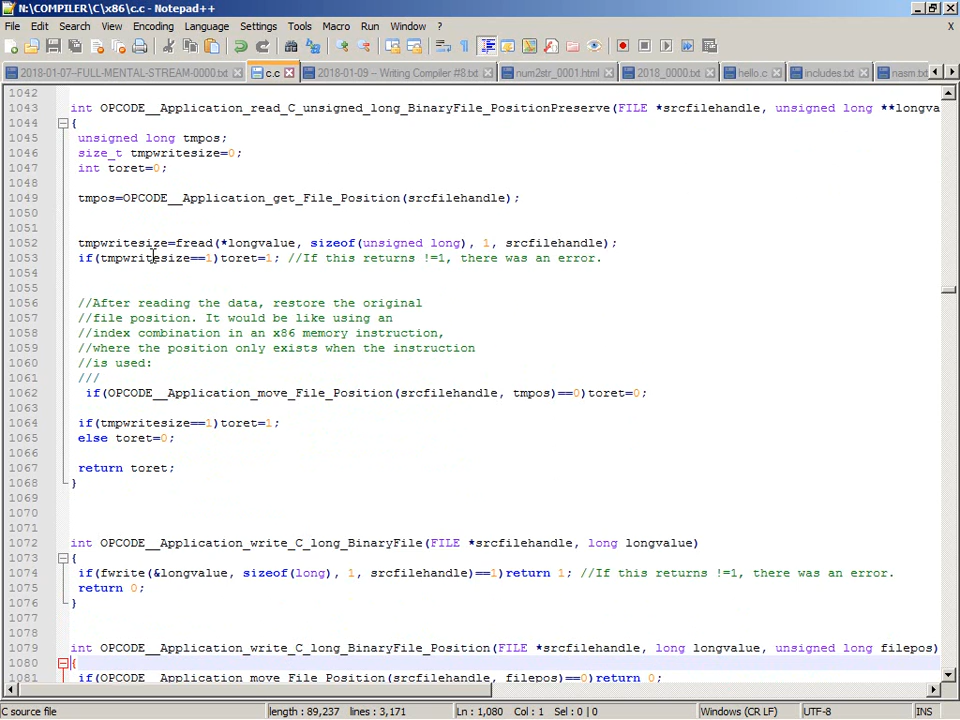 N:\COMPILER\C\x86\c.c - Notepad++
File Edit Search View Encoding Language Settings Tools Macro Run Window ? X
2018-01-07-FULL-MENTAL-STREAM-0000.txt c.c 2018-01-09 – Writing Compiler #8.txt num2str_0001.html 2018_0000.txt hello.c includes.txt nasm.txt
1042
1043 int OPCODE__Application_read_C_unsigned_long_BinaryFile_PositionPreserve(FILE *srcfilehandle, unsigned long **longva
1044 {
1045 unsigned long tmpos;
1046 size_t tmpwritesize=0;
1047 int toret=0;
1048
1049 tmpos=OPCODE__Application_get_File_Position(srcfilehandle);
1050
1051
1052 tmpwritesize=fread(*longvalue, sizeof(unsigned long), 1, srcfilehandle);
1053 if(tmpwritesize==1)toret=1; //If this returns !=1, there was an error.
1054
1055
1056 //After reading the data, restore the original
1057 //file position. It would be like using an
1058 //index combination in an x86 memory instruction,
1059 //where the position only exists when the instruction
1060 //is used:
1061 ///
1062 if(OPCODE__Application_move_File_Position(srcfilehandle, tmpos)==0)toret=0;
1063
1064 if(tmpwritesize==1)toret=1;
1065 else toret=0;
1066
1067 return toret;
1068 }
1069
1070
1071
1072 int OPCODE__Application_write_C_long_BinaryFile(FILE *srcfilehandle, long longvalue)
1073 {
1074 if(fwrite(&longvalue, sizeof(long), 1, srcfilehandle)==1)return 1; //If this returns !=1, there was an error.
1075 return 0;
1076 }
1077
1078
1079 int OPCODE__Application_write_C_long_BinaryFile_Position(FILE *srcfilehandle, long longvalue, unsigned long filepos)
1080 {
1081 if(OPCODE__Application_move_File_Position(srcfilehandle, filepos)==0)return 0;
C source file length : 89,237 lines : 3,171 Ln : 1,080 Col : 1 Sel : 0 | 0 Windows (CR LF) UTF-8 INS